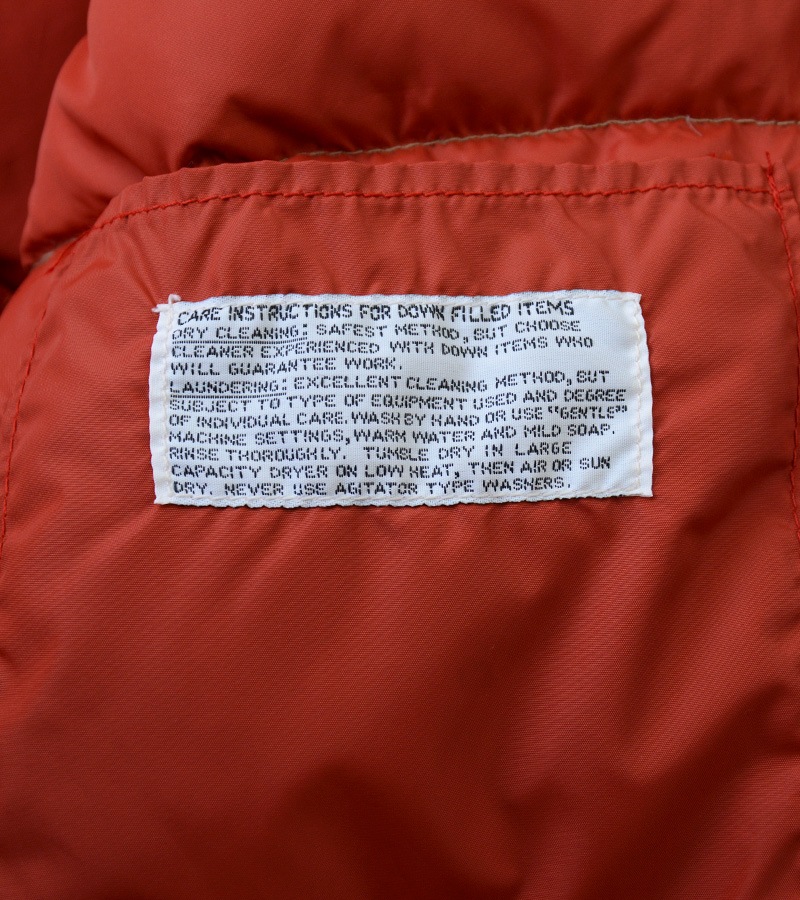 CARE INSTRUCTIONS FOR DOWN FILLED ITEMS
DRY CLEANING: SAFEST METHOD, BUT CHOOSE
CLEANER EXPERIENCED WITH DOWN ITEMS WHO
WILL GUARANTEE WORK.
LAUNDERING: EXCELLENT CLEANING METHOD, BUT
SUBJECT TO TYPE OF EQUIPMENT USED AND DEGREE
OF INDIVIDUAL CARE. WASH BY HAND OR USE "GENTLE"
MACHINE SETTINGS, WARM WATER AND MILD SOAP.
RINSE THOROUGHLY. TUMBLE DRY IN LARGE
CAPACITY DRYER ON LOW HEAT, THEN AIR OR SUN
DRY. NEVER USE AGITATOR TYPE WASHERS.